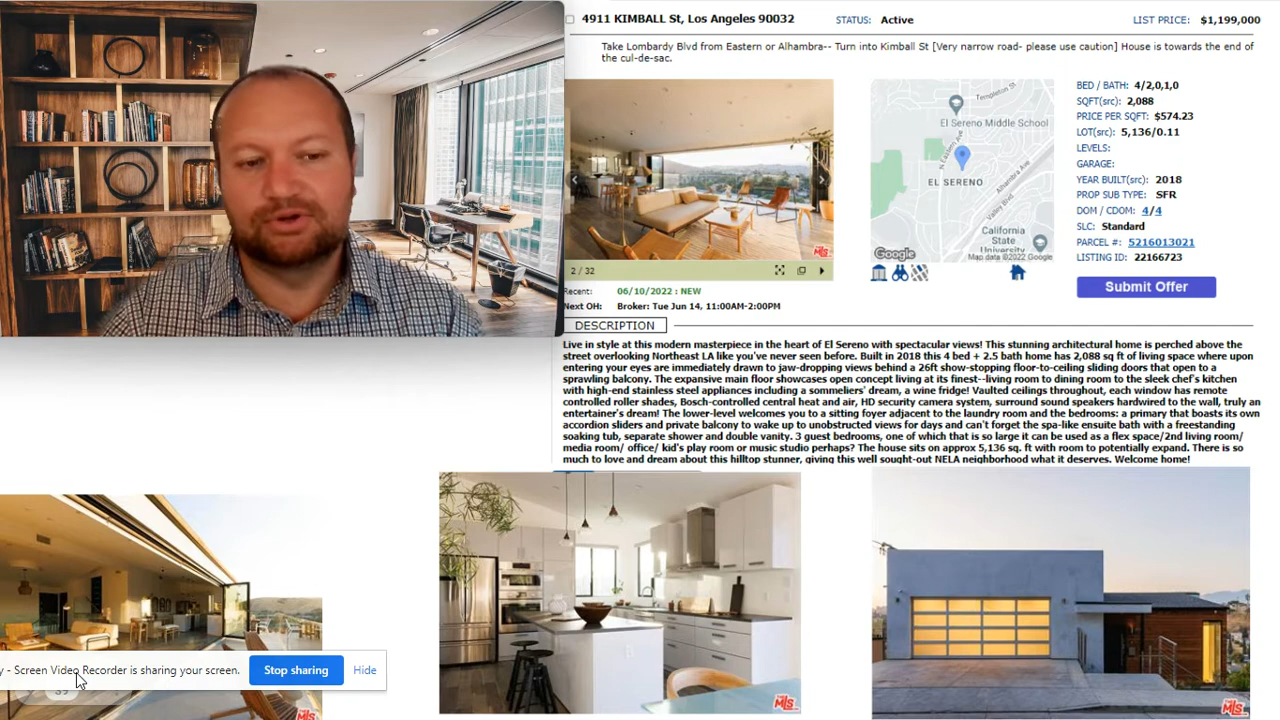 4911 KIMBALL St, Los Angeles 90032
STATUS: Active
LIST PRICE: $1,199,000
Take Lombardy Blvd from Eastern or Alhambra-- Turn into Kimball St [Very narrow road- please use caution] House is towards the end of
the cul-de-sac.
2 / 32
Templeton St
El Sereno Middle School
N Eastern Ave
EL SERENO
Alhambra Ave
Valley Blvd
California
State
University
Google
Map data ©2022 Google
BED / BATH: 4/2,0,1,0
SQFT(src): 2,088
PRICE PER SQFT: $574.23
LOT(src): 5,136/0.11
LEVELS:
GARAGE:
YEAR BUILT(src): 2018
PROP SUB TYPE: SFR
DOM / CDOM: 4/4
SLC: Standard
PARCEL #: 5216013021
LISTING ID: 22166723
Submit Offer
Recent: 06/10/2022 : NEW
Next OH: Broker: Tue Jun 14, 11:00AM-2:00PM
DESCRIPTION
Live in style at this modern masterpiece in the heart of El Sereno with spectacular views! This stunning architectural home is perched above the
street overlooking Northeast LA like you've never seen before. Built in 2018 this 4 bed + 2.5 bath home has 2,088 sq ft of living space where upon
entering your eyes are immediately drawn to jaw-dropping views behind a 26ft show-stopping floor-to-ceiling sliding doors that open to a
sprawling balcony. The expansive main floor showcases open concept living at its finest--living room to dining room to the sleek chef's kitchen
with high-end stainless steel appliances including a sommeliers' dream, a wine fridge! Vaulted ceilings throughout, each window has remote
controlled roller shades, Bosch-controlled central heat and air, HD security camera system, surround sound speakers hardwired to the wall, truly an
entertainer's dream! The lower-level welcomes you to a sitting foyer adjacent to the laundry room and the bedrooms: a primary that boasts its own
accordion sliders and private balcony to wake up to unobstructed views for days and can't forget the spa-like ensuite bath with a freestanding
soaking tub, separate shower and double vanity. 3 guest bedrooms, one of which that is so large it can be used as a flex space/2nd living room/
media room/ office/ kid's play room or music studio perhaps? The house sits on approx 5,136 sq. ft with room to potentially expand. There is so
much to love and dream about this hilltop stunner, giving this well sought-out NELA neighborhood what it deserves. Welcome home!
y - Screen Video Recorder is sharing your screen.
Stop sharing
Hide
39
MLS
MLS
MLS
MLS